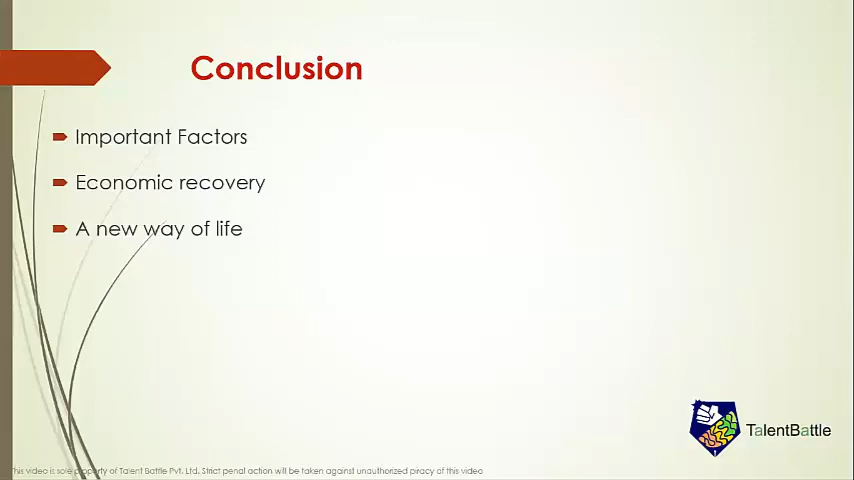 Conclusion
Important Factors
Economic recovery
A new way of life
TalentBattle
This video is sole property of Talent Battle Pvt. Ltd. Strict penal action will be taken against unauthorized piracy of this video